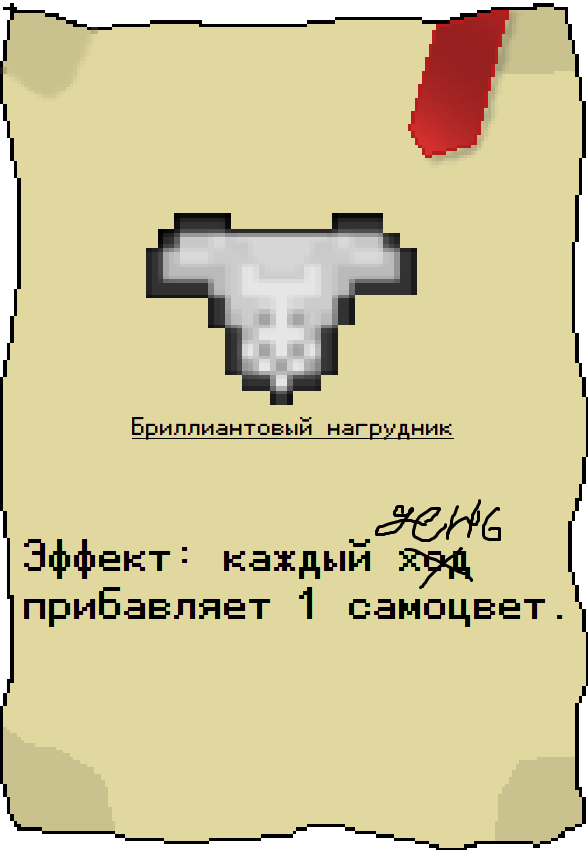 Бриллиантовый нагрудник
день
Эффект: каждый ход
прибавляет 1 самоцвет.